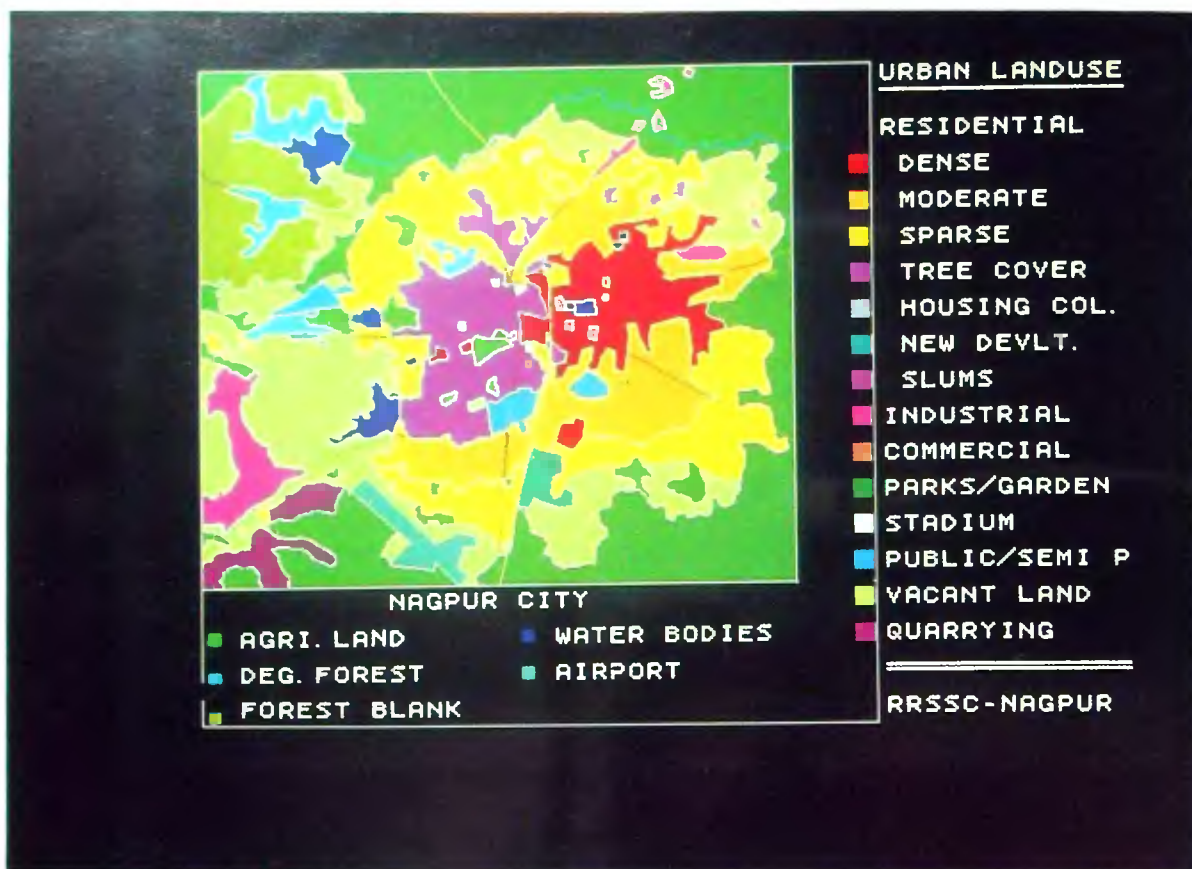 URBAN LANDUSE
RESIDENTIAL
DENSE
MODERATE
SPARSE
TREE COVER
HOUSING COL.
NEW DEVLT.
SLUMS
INDUSTRIAL
COMMERCIAL
PARKS/GARDEN
STADIUM
PUBLIC/SEMI P
VACANT LAND
QUARRYING
RRSSC-NAGPUR
NAGPUR CITY
AGRI. LAND
DEG. FOREST
FOREST BLANK
WATER BODIES
AIRPORT